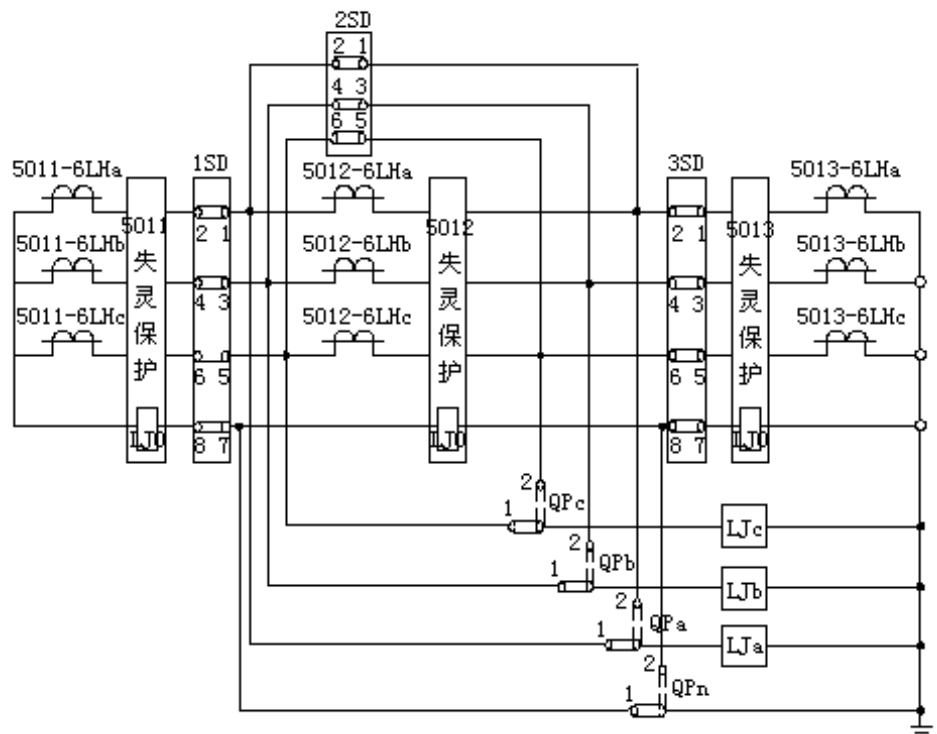 2SD
2 1
4 3
6 5
5011-6LHa
1SD
5012-6LHa
3SD
5013-6LHa
5011
5012
5013
2 1
2 1
5011-6LHb
5012-6LHb
5013-6LHb
失
灵
保
护
失
灵
保
护
失
灵
保
护
4 3
4 3
5011-6LHc
5012-6LHc
5013-6LHc
6 5
6 5
LJ0
LJ0
LJ0
8 7
8 7
2
QPc
1
LJc
2
QPb
1
LJb
2
QPa
1
LJa
2
QPn
1